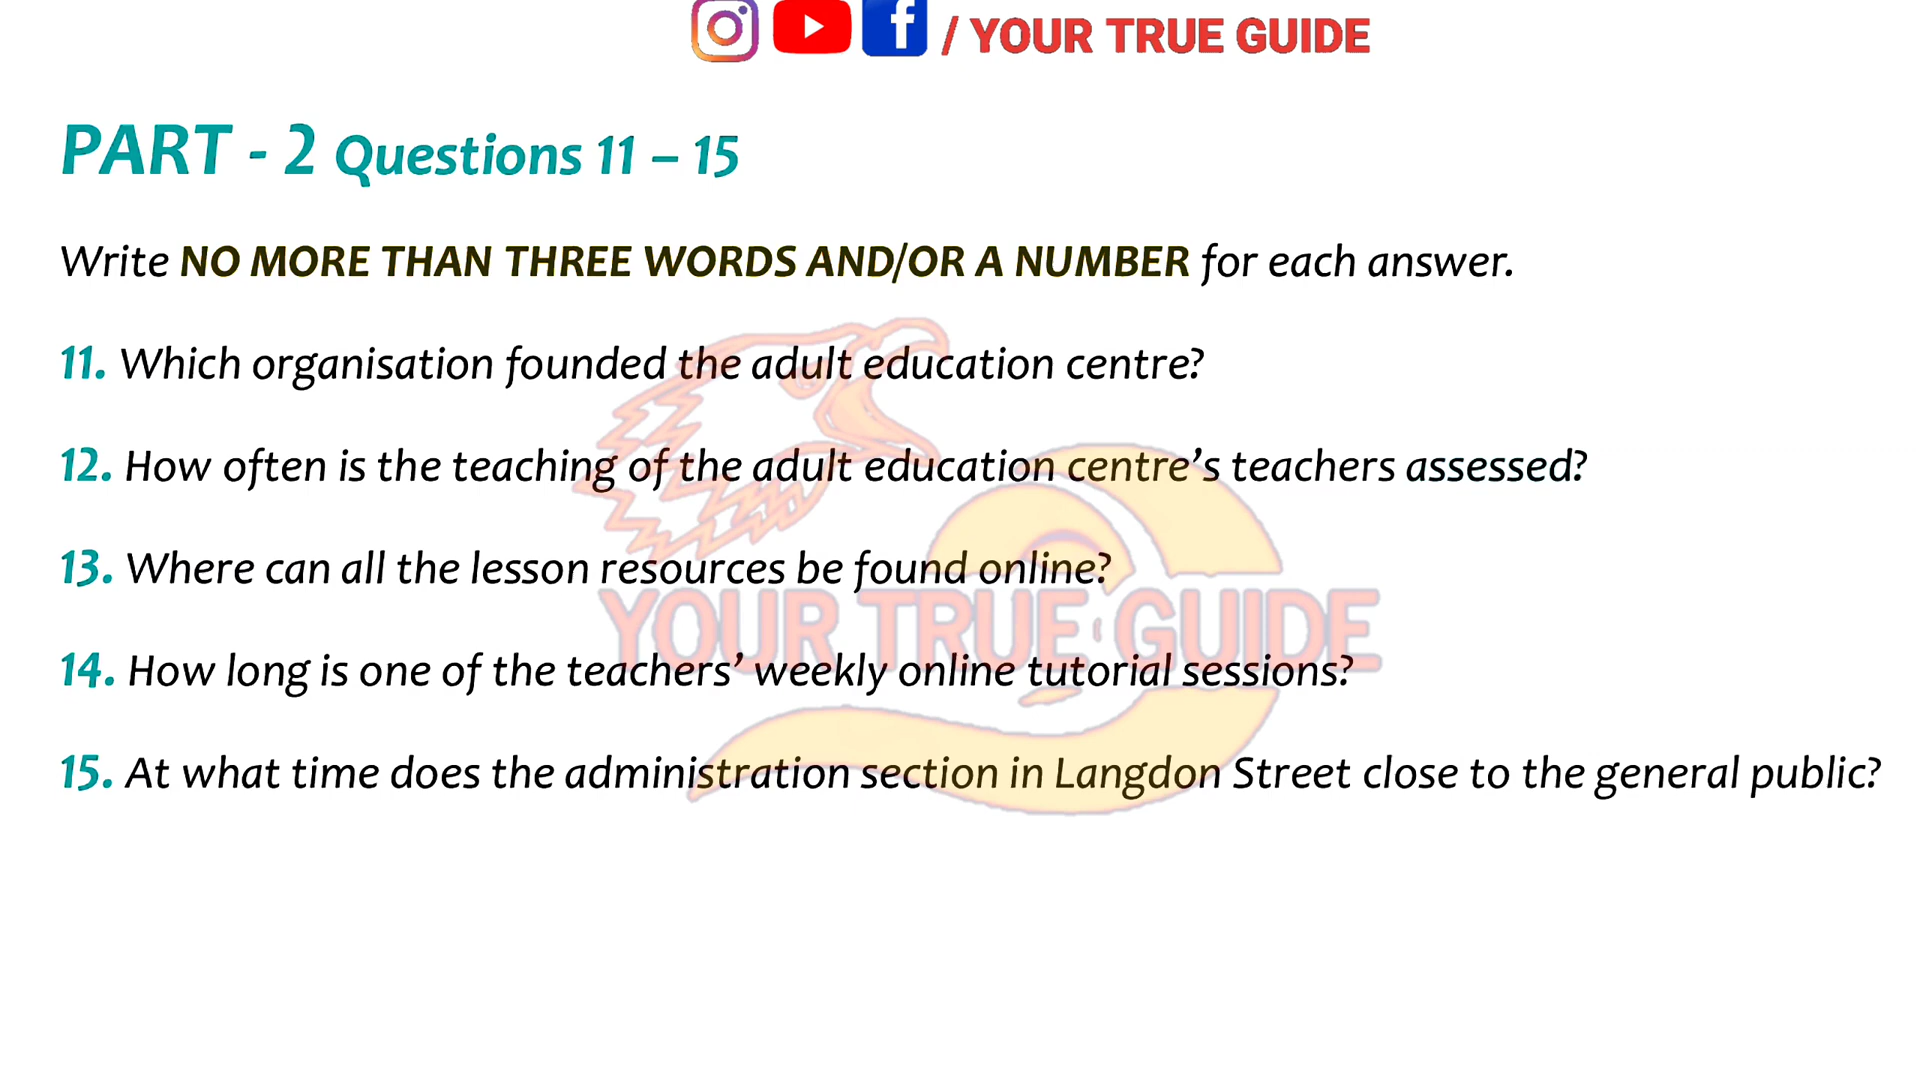 / YOUR TRUE GUIDE
PART - 2 Questions 11 – 15
Write NO MORE THAN THREE WORDS AND/OR A NUMBER for each answer.
11. Which organisation founded the adult education centre?
12. How often is the teaching of the adult education centre’s teachers assessed?
13. Where can all the lesson resources be found online?
YOUR TRUE GUIDE
14. How long is one of the teachers’ weekly online tutorial sessions?
15. At what time does the administration section in Langdon Street close to the general public?